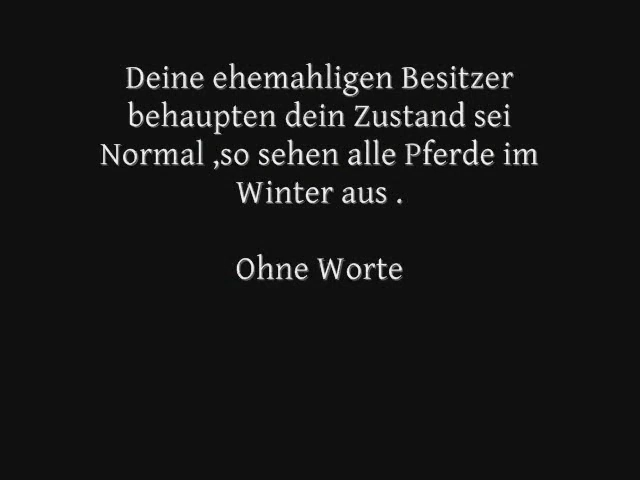 Deine ehemahligen Besitzer
behaupten dein Zustand sei
Normal ,so sehen alle Pferde im
Winter aus .
Ohne Worte